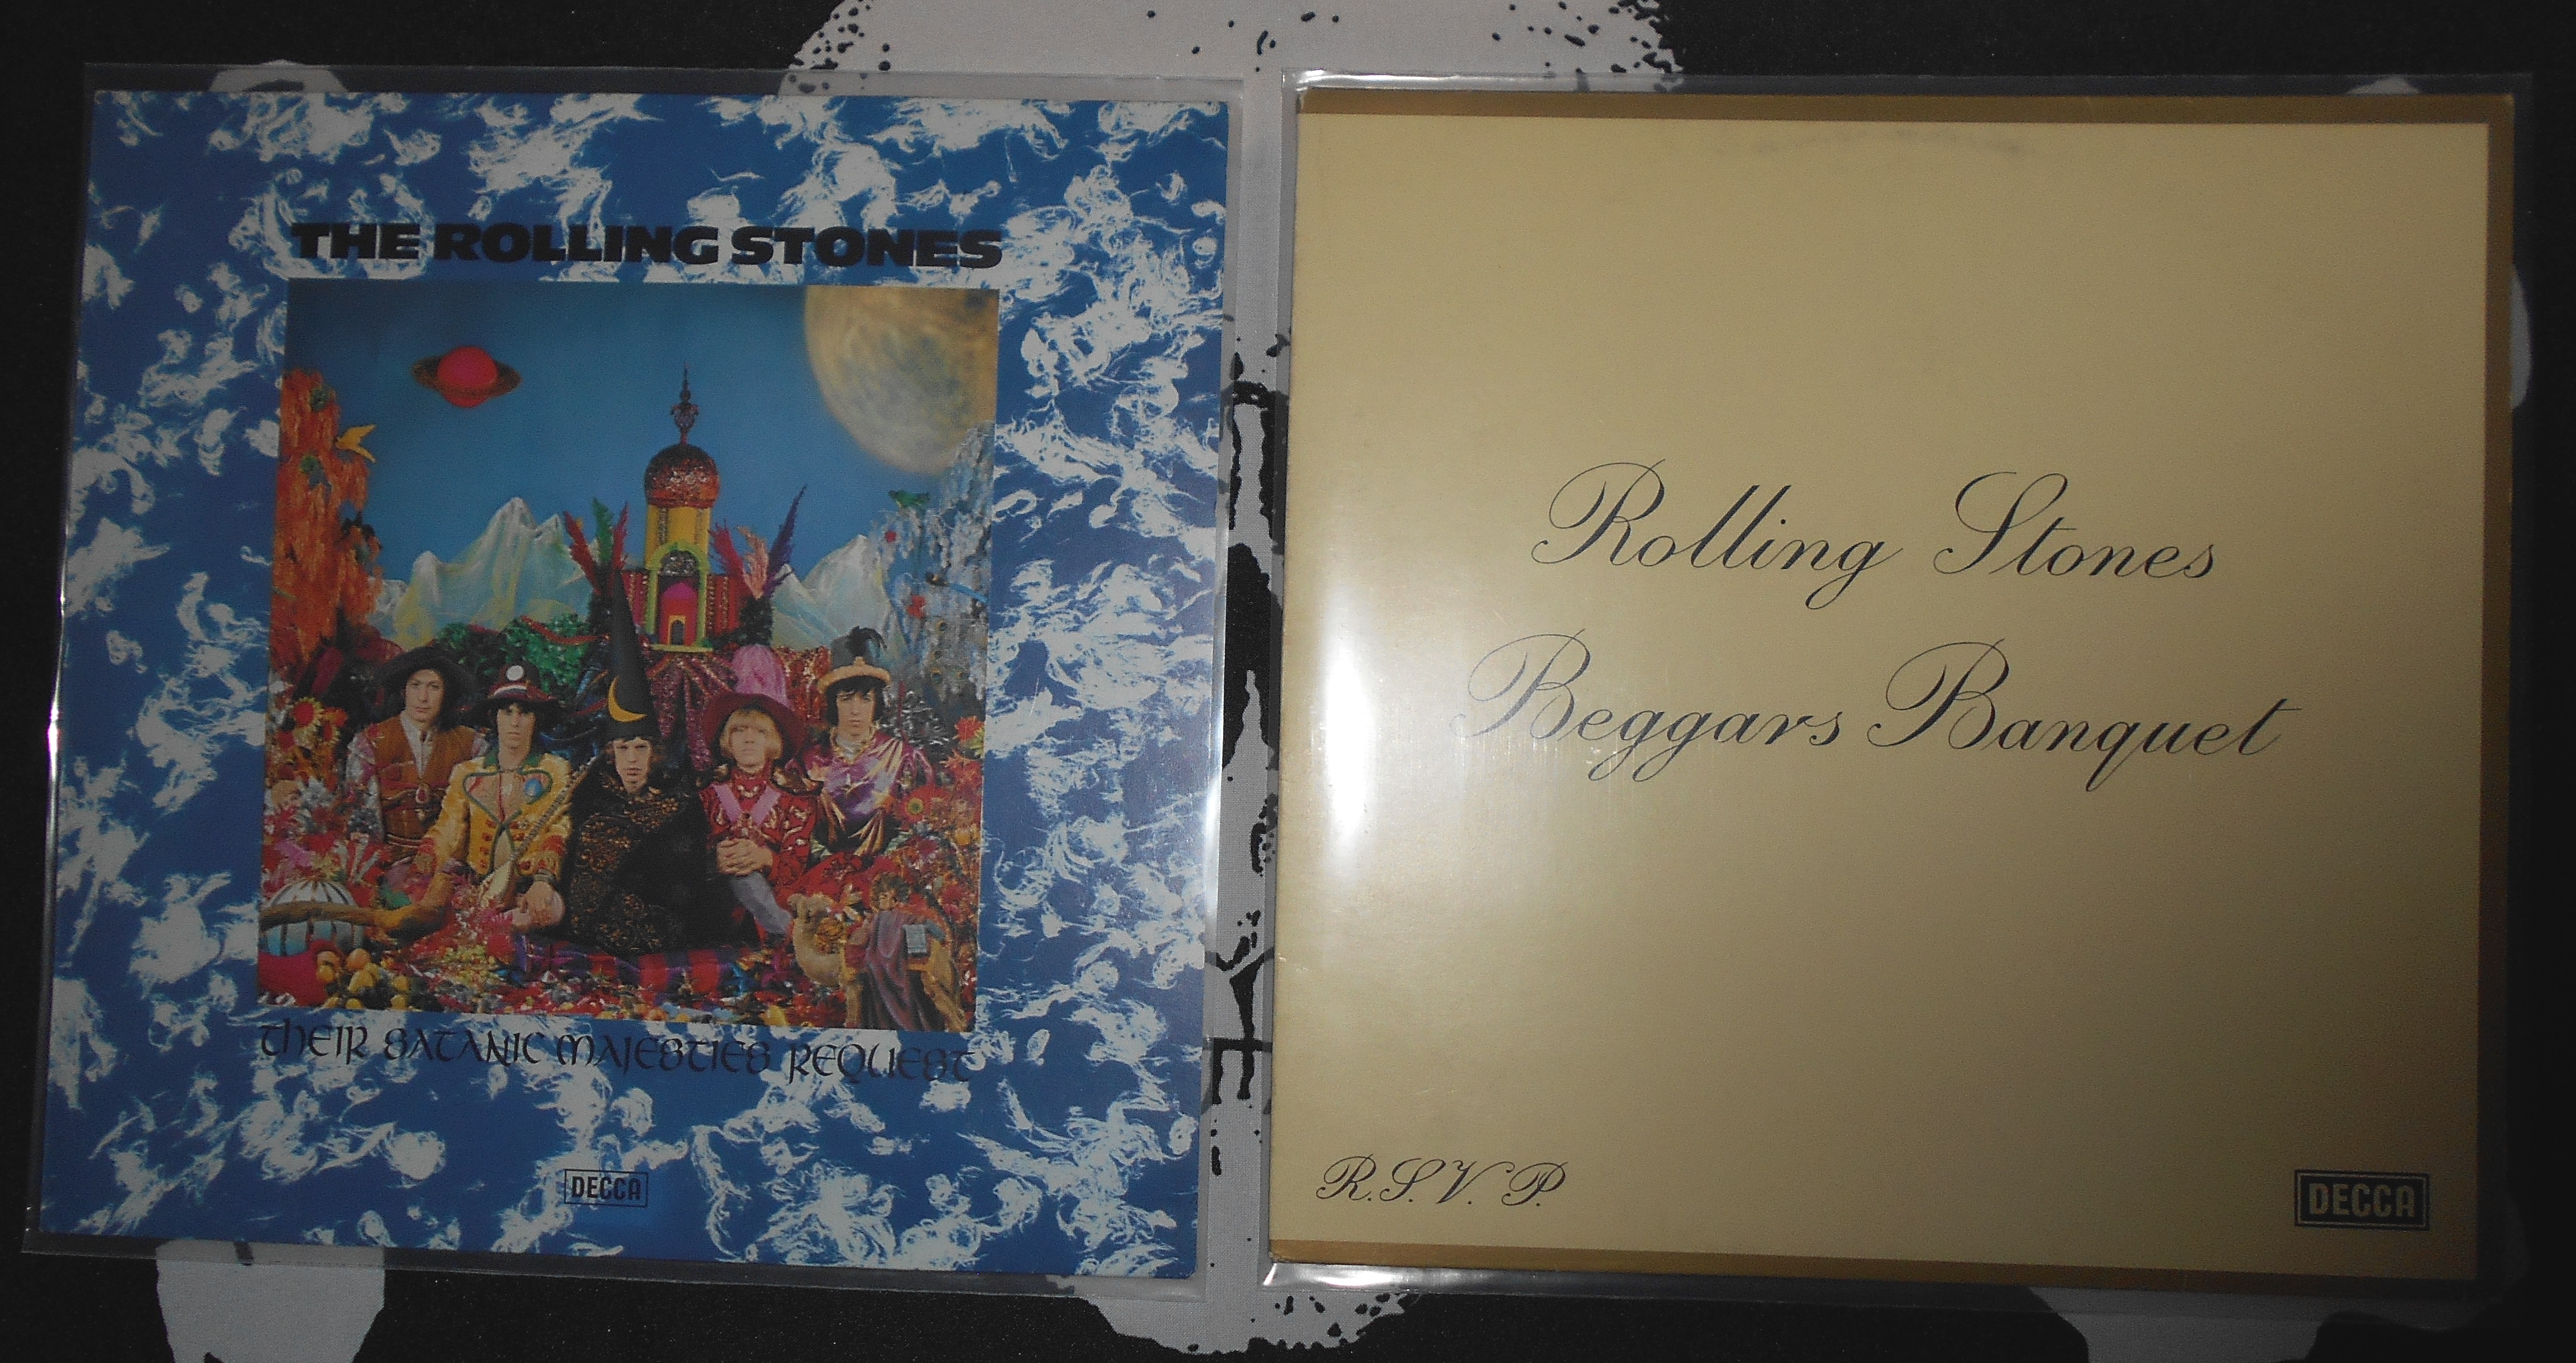 THE ROLLING STONES
THEIR SATANIC MAJESTIES REQUEST
DECCA
Rolling Stones
Beggars Banquet
R.S.V.P.
DECCA